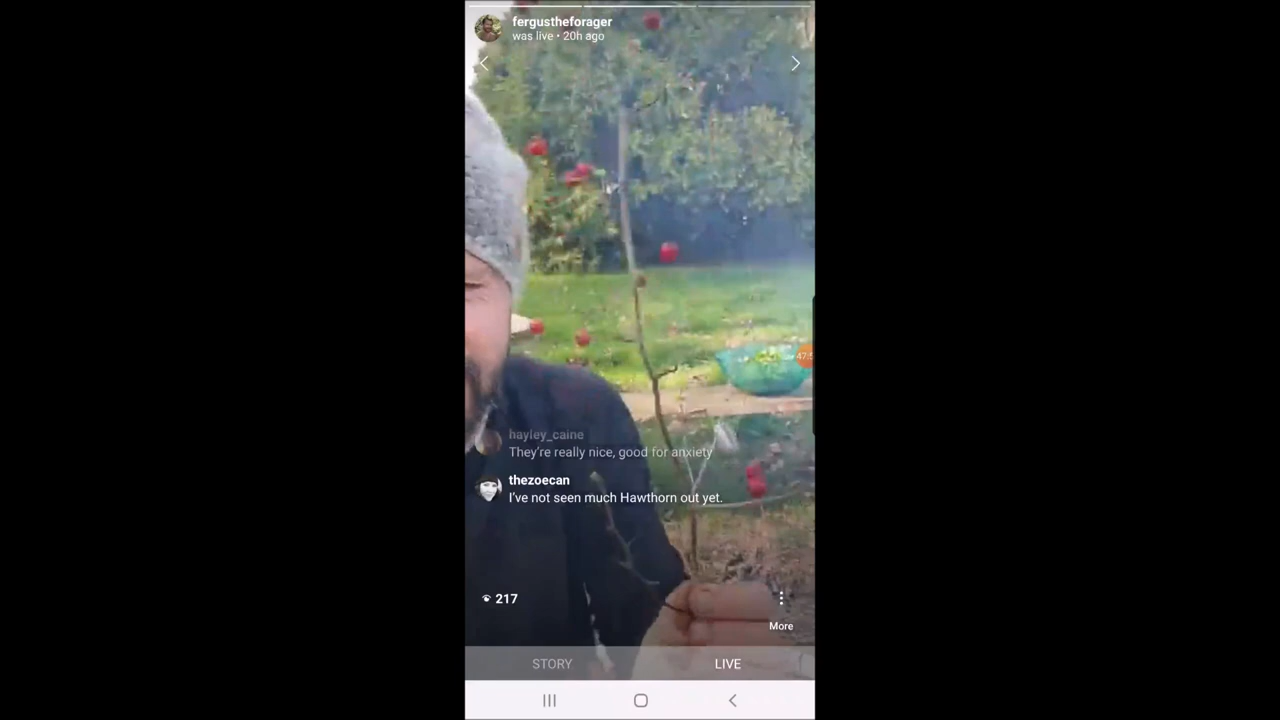 fergustheforager
was live • 20h ago
hayley_caine
They're really nice, good for anxiety
thezoecan
I've not seen much Hawthorn out yet.
217
More
STORY
LIVE